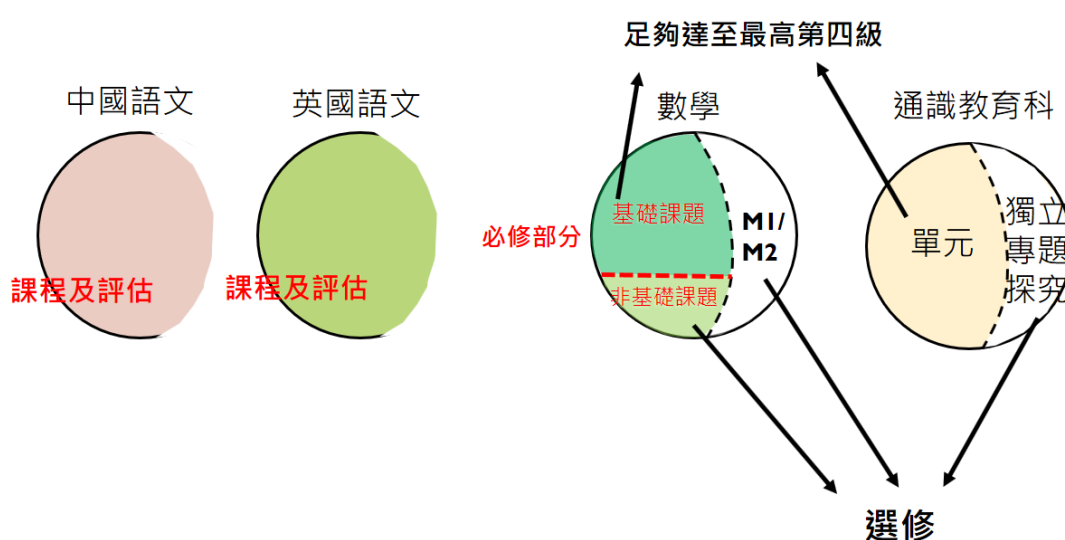 足夠達至最高第四級
中國語文
英國語文
數學
通識教育科
基礎課題
必修部分
M1/
M2
單元
獨立
專題
探究
課程及評估
課程及評估
非基礎課題
選修